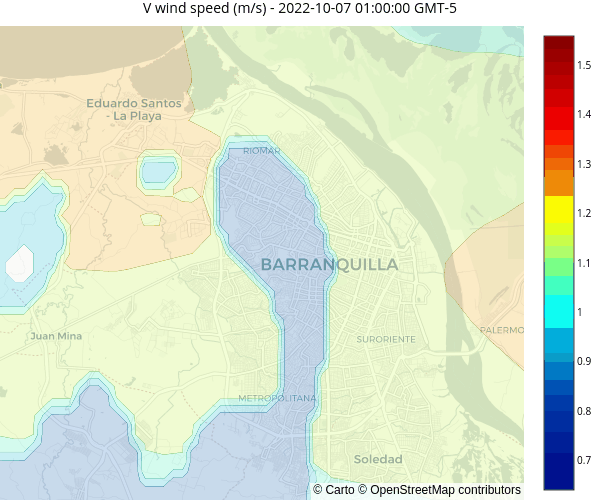 V wind speed (m/s) - 2022-10-07 01:00:00 GMT-5
Eduardo Santos
- La Playa
RIOMAR
BARRANQUILLA
Juan Mina
SURORIENTE
PALERMO
METROPOLITANA
Soledad
© Carto © OpenStreetMap contributors
1.5
1.4
1.3
1.2
1.1
1
0.9
0.8
0.7